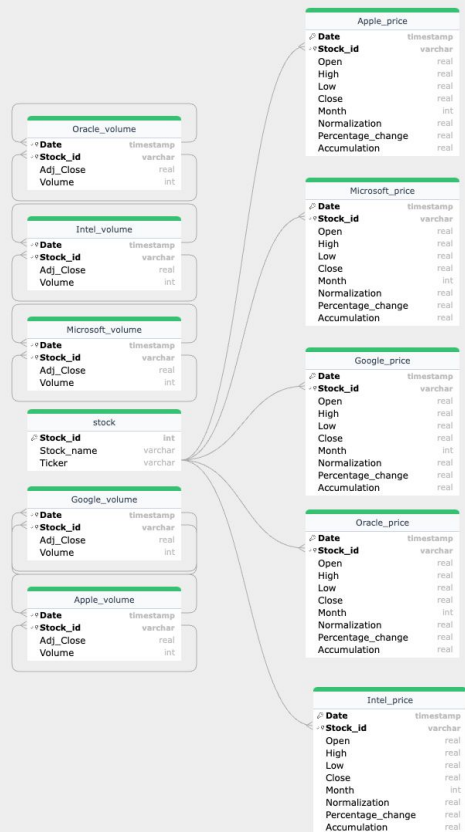 Oracle_volume
Date timestamp
Stock_id varchar
Adj_Close real
Volume int
Intel_volume
Date timestamp
Stock_id varchar
Adj_Close real
Volume int
Microsoft_volume
Date timestamp
Stock_id varchar
Adj_Close real
Volume int
stock
Stock_id int
Stock_name varchar
Ticker varchar
Google_volume
Date timestamp
Stock_id varchar
Adj_Close real
Volume int
Apple_volume
Date timestamp
Stock_id varchar
Adj_Close real
Volume int
Apple_price
Date timestamp
Stock_id varchar
Open real
High real
Low real
Close real
Month int
Normalization real
Percentage_change real
Accumulation real
Microsoft_price
Date timestamp
Stock_id varchar
Open real
High real
Low real
Close real
Month int
Normalization real
Percentage_change real
Accumulation real
Google_price
Date timestamp
Stock_id varchar
Open real
High real
Low real
Close real
Month int
Normalization real
Percentage_change real
Accumulation real
Oracle_price
Date timestamp
Stock_id varchar
Open real
High real
Low real
Close real
Month int
Normalization real
Percentage_change real
Accumulation real
Intel_price
Date timestamp
Stock_id varchar
Open real
High real
Low real
Close real
Month int
Normalization real
Percentage_change real
Accumulation real